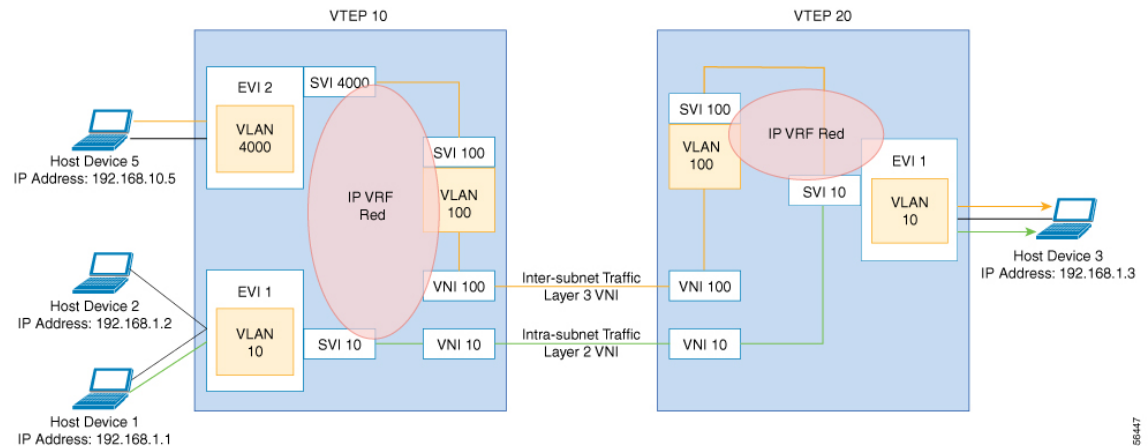 VTEP 10
EVI 2
VLAN
4000
SVI 4000
Host Device 5
IP Address: 192.168.10.5
SVI 100
VLAN
100
IP VRF
Red
Host Device 2
IP Address: 192.168.1.2
EVI 1
VLAN
10
SVI 10
VNI 100
VNI 10
Host Device 1
IP Address: 192.168.1.1
Inter-subnet Traffic
Layer 3 VNI
Intra-subnet Traffic
Layer 2 VNI
VTEP 20
SVI 100
VLAN
100
IP VRF Red
SVI 10
EVI 1
VLAN
10
VNI 100
VNI 10
Host Device 3
IP Address: 192.168.1.3
56447